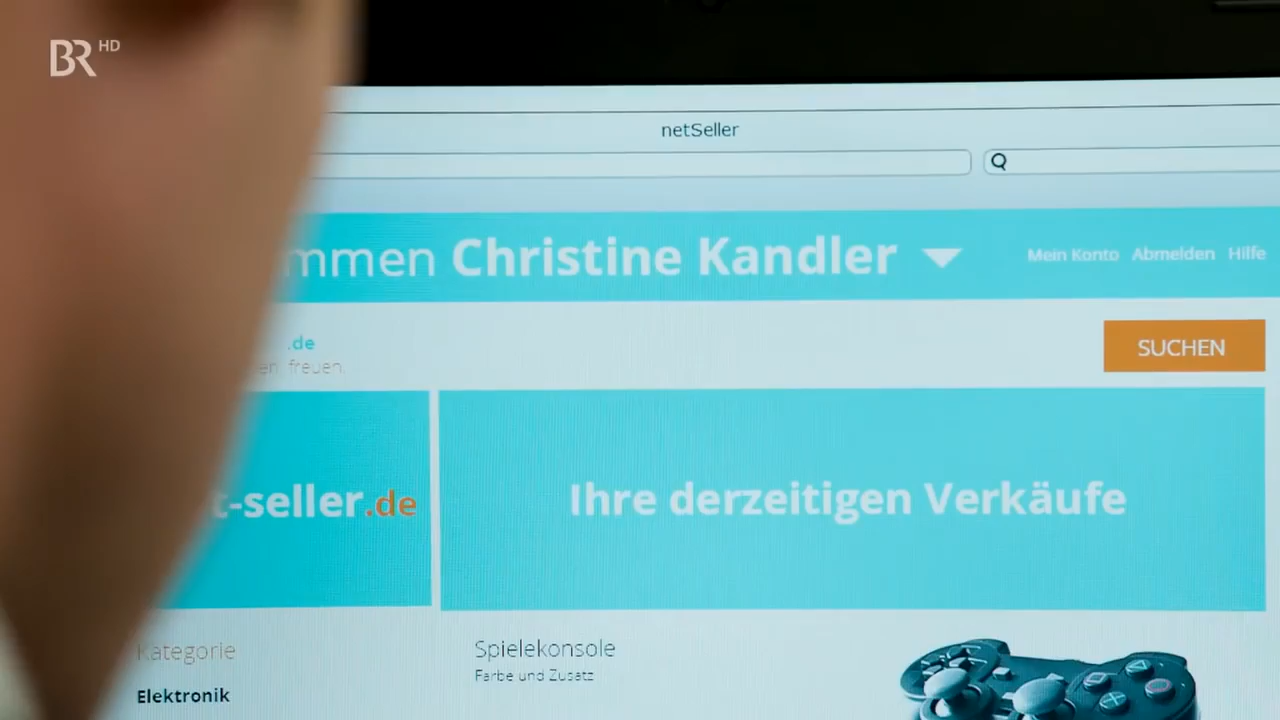 BR HD
netSeller
mmen Christine Kandler
Mein Konto Abmelden Hilfe
.de
en, freuen.
SUCHEN
t-seller.de
Ihre derzeitigen Verkäufe
Kategorie
Elektronik
Spielekonsole
Farbe und Zusatz